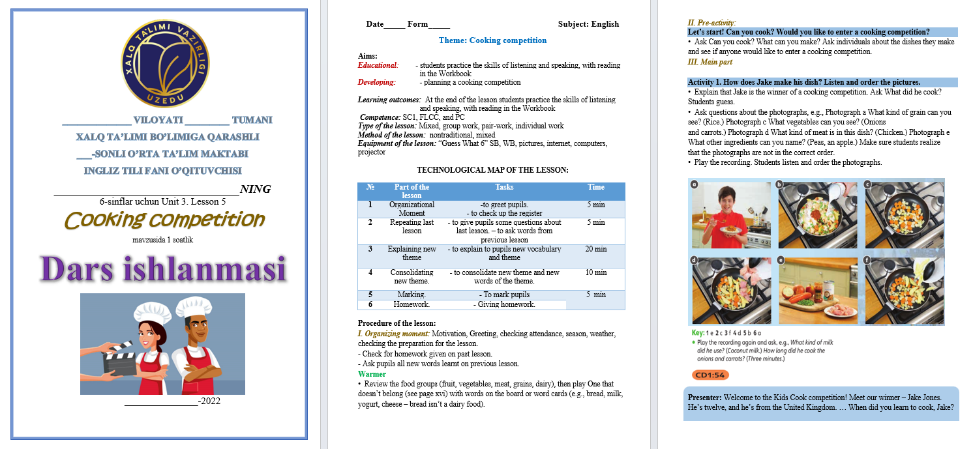 XALQ TA'LIMI VAZIRLIGI
UZEDU
______________ VILOYATI _________ TUMANI
XALQ TA'LIMI BO'LIMIGA QARASHLI
___-SONLI O'RTA TA'LIM MAKTABI
INGLIZ TILI FANI O'QITUVCHISI
_________________________________NING
6-sinflar uchun Unit 3. Lesson 5
Cooking competition
mavzusida 1 soatlik
Dars ishlanmasi
_______________-2022
Date_____ Form_____ Subject: English
Theme: Cooking competition
Aims:
Educational: - students practice the skills of listening and speaking, with reading
in the Workbook
Developing: - planning a cooking competition
Learning outcomes: At the end of the lesson students practice the skills of listening
and speaking, with reading in the Workbook
Competence: SC1, FLCC, and PC
Type of the lesson: Mixed, group work, pair-work, individual work
Method of the lesson: nontraditional, mixed
Equipment of the lesson: "Guess What 6" SB, WB, pictures, internet, computers,
projector
TECHNOLOGICAL MAP OF THE LESSON:
№ Part of the lesson Tasks Time
1 Organizational Moment -to greet pupils. - to check up the register 5 min
2 Repeating last lesson - to give pupils some questions about last lesson. – to ask words from previous lesson 5 min
3 Explaining new theme - to explain to pupils new vocabulary and theme 20 min
4 Consolidating new theme. - to consolidate new theme and new words of the theme. 10 min
5 Marking. - To mark pupils 5 min
6 Homework. - Giving homework.
Procedure of the lesson:
I. Organizing moment: Motivation, Greeting, checking attendance, season, weather,
checking the preparation for the lesson.
- Check for homework given on past lesson.
- Ask pupils all new words learnt on previous lesson.
Warmer
• Review the food groups (fruit, vegetables, meat, grains, dairy), then play One that
doesn't belong (see page xvi) with words on the board or word cards (e.g., bread, milk,
yogurt, cheese – bread isn't a dairy food).
II. Pre-activity:
Let's start! Can you cook? Would you like to enter a cooking competition?
• Ask Can you cook? What can you make? Ask individuals about the dishes they make
and see if anyone would like to enter a cooking competition.
III. Main part
Activity 1. How does Jake make his dish? Listen and order the pictures.
• Explain that Jake is the winner of a cooking competition. Ask What did he cook?
Students guess.
• Ask questions about the photographs, e.g., Photograph a What kind of grain can you
see? (Rice.) Photograph c What vegetables can you see? (Onions
and carrots.) Photograph d What kind of meat is in this dish? (Chicken.) Photograph e
What other ingredients can you name? (Peas, an apple.) Make sure students realize
that the photographs are not in the correct order.
• Play the recording. Students listen and order the photographs.
a b c
d e f
Key: 1 e 2 c 3 f 4 d 5 b 6 a
• Play the recording again and ask, e.g., What kind of milk
did he use? (Coconut milk.) How long did he cook the
onions and carrots? (Three minutes.)
CD1:54
Presenter: Welcome to the Kids Cook competition! Meet our winner – Jake Jones.
He's twelve, and he's from the United Kingdom. … When did you learn to cook, Jake?